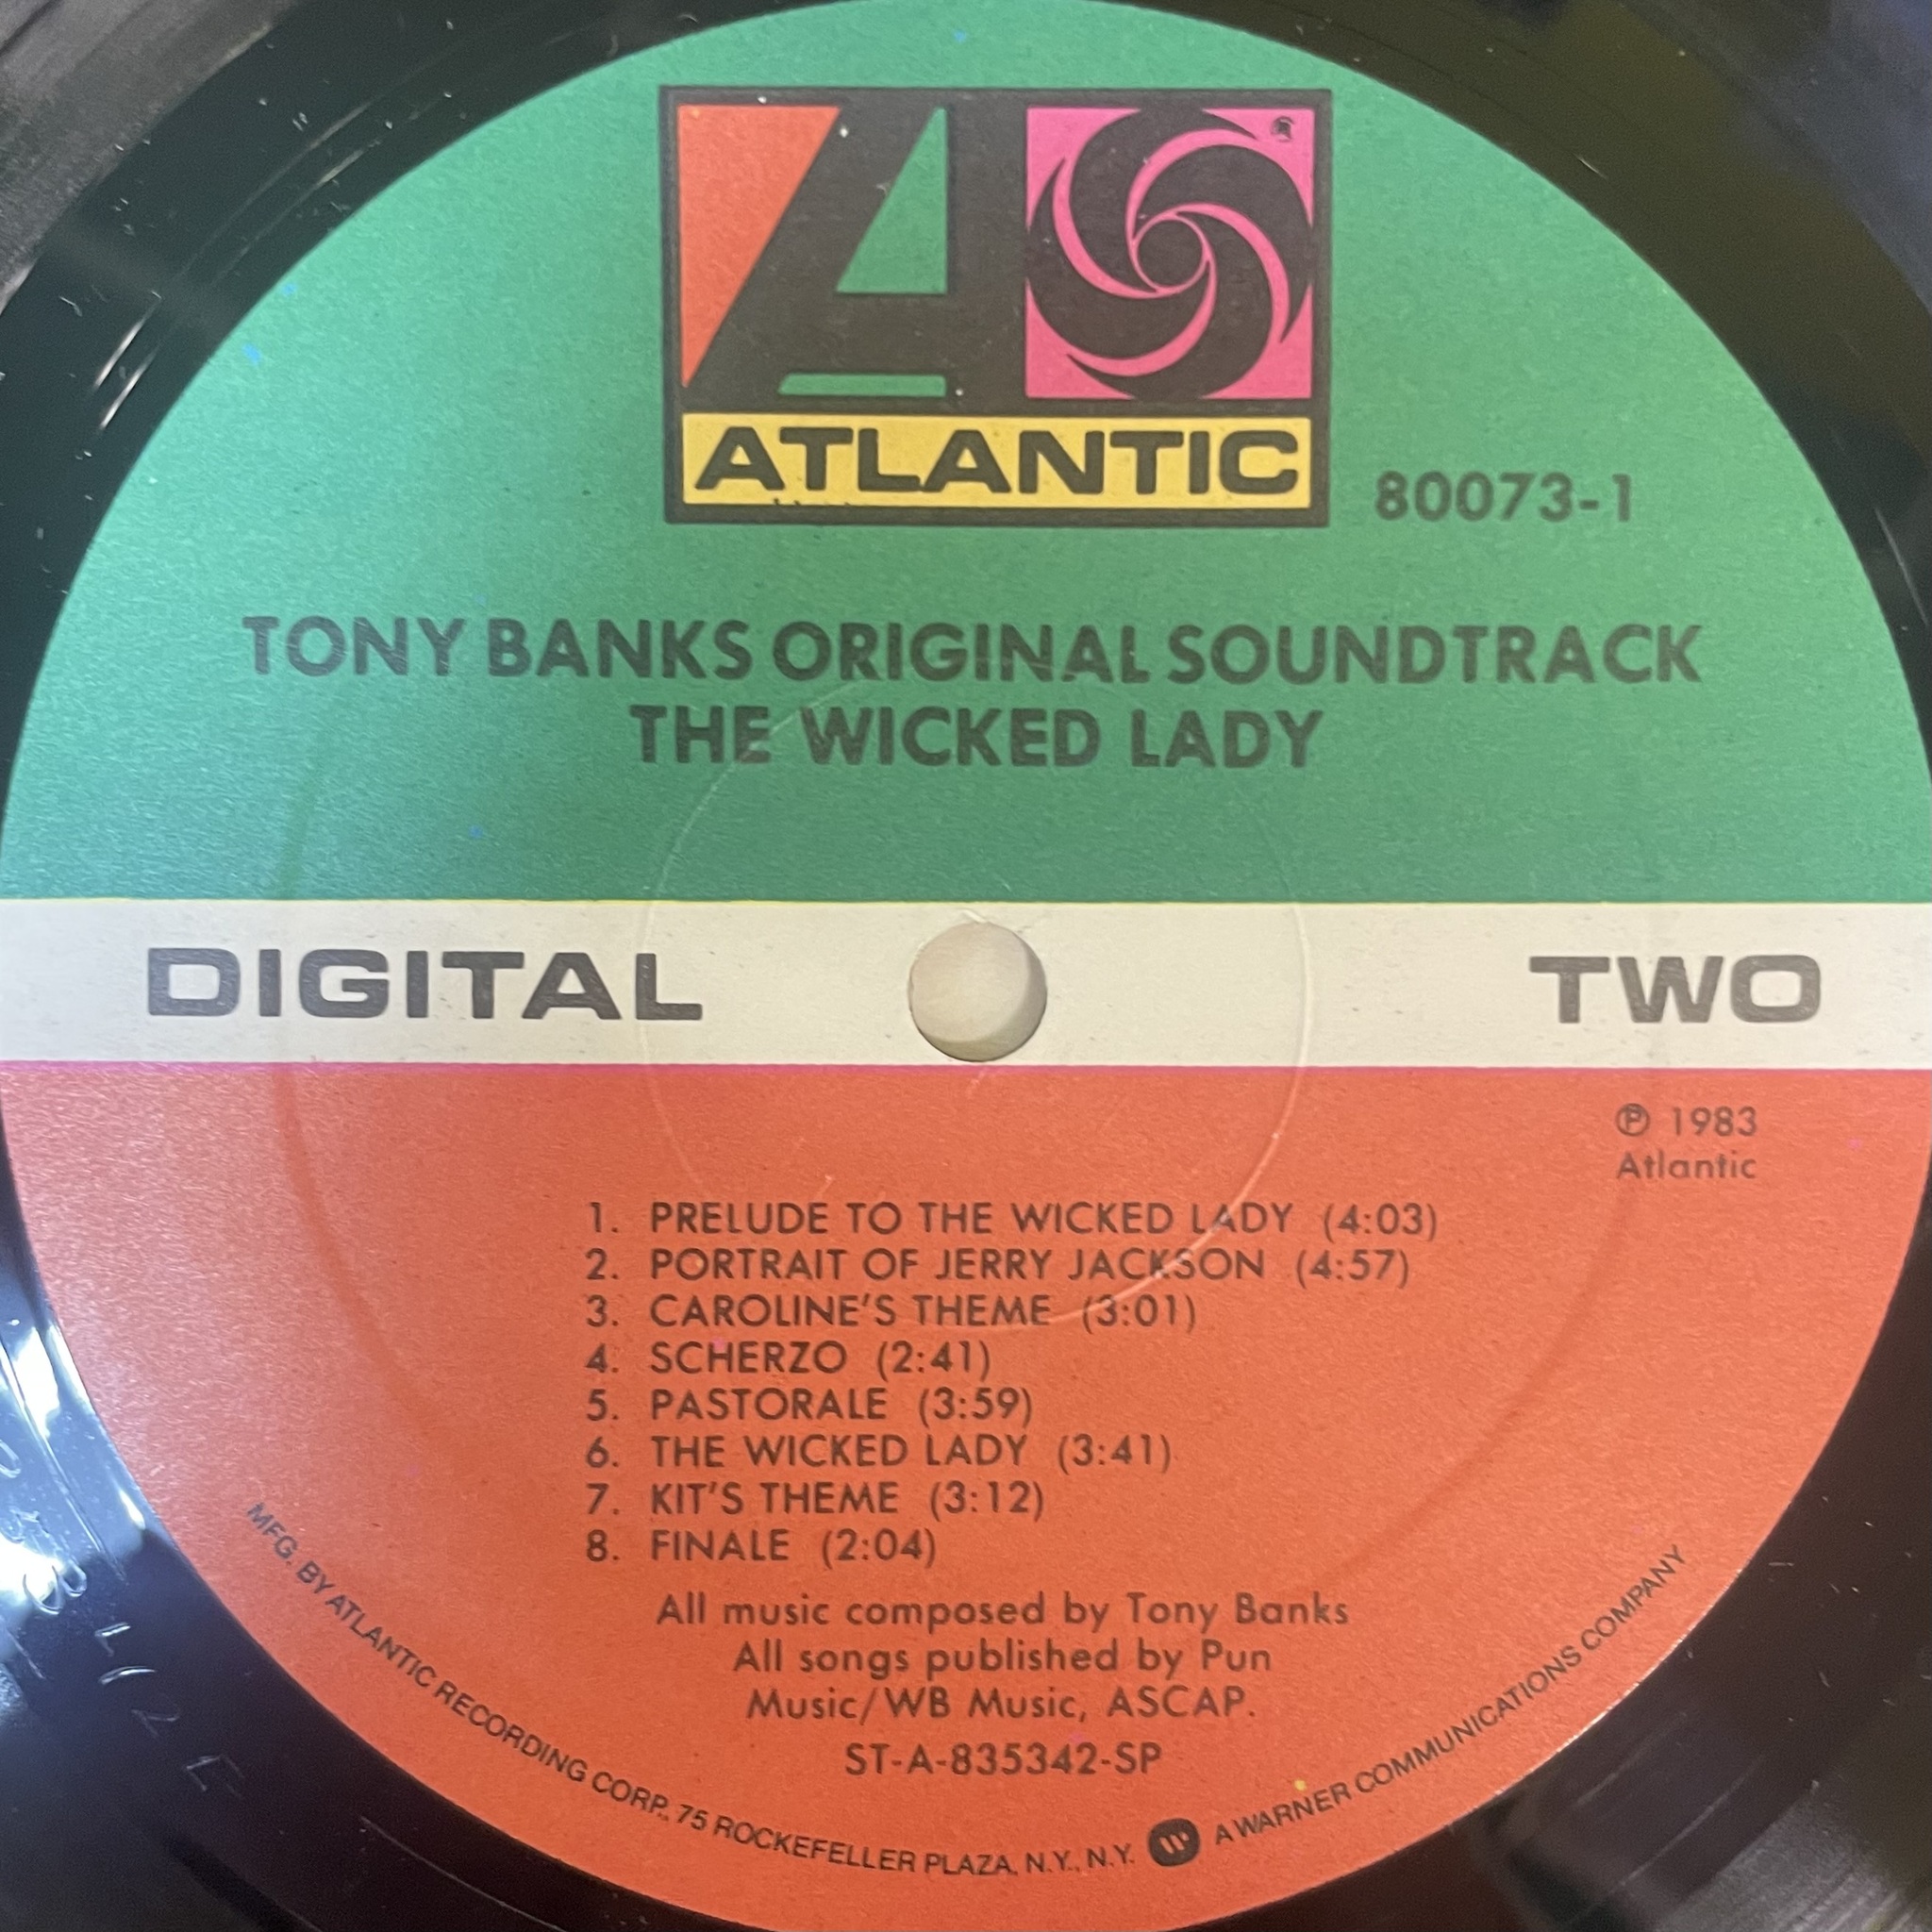 ATLANTIC
80073-1
TONY BANKS ORIGINAL SOUNDTRACK
THE WICKED LADY
DIGITAL
TWO
℗ 1983
Atlantic
1. PRELUDE TO THE WICKED LADY (4:03)
2. PORTRAIT OF JERRY JACKSON (4:57)
3. CAROLINE'S THEME (3:01)
4. SCHERZO (2:41)
5. PASTORALE (3:59)
6. THE WICKED LADY (3:41)
7. KIT'S THEME (3:12)
8. FINALE (2:04)
All music composed by Tony Banks
All songs published by Pun
Music/WB Music, ASCAP.
ST-A-835342-SP
MFG. BY ATLANTIC RECORDING CORP., 75 ROCKEFELLER PLAZA, N.Y., N.Y. A WARNER COMMUNICATIONS COMPANY